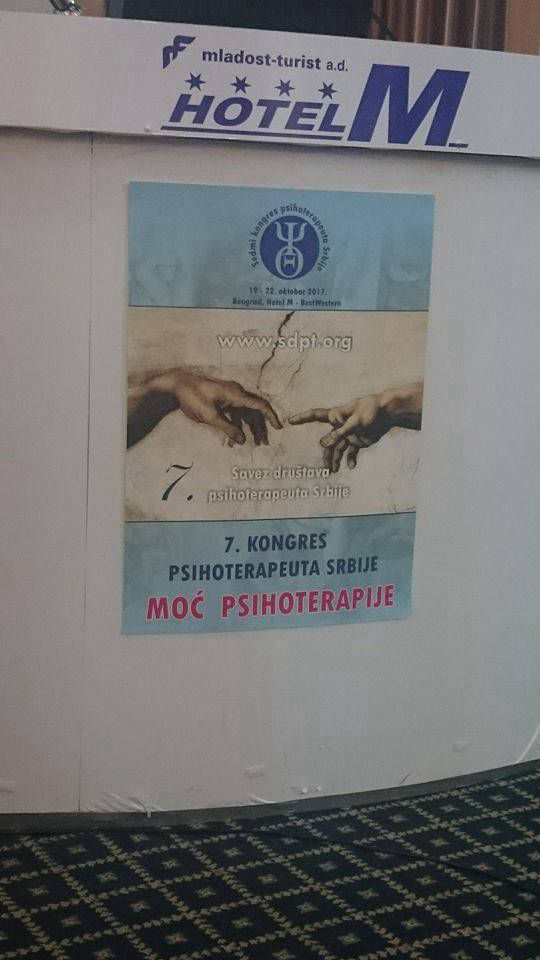 mladost-turist a.d.
HOTEL M
Sedmi kongres psihoterapeuta Srbije
19 - 22. oktobar 2017.
Beograd, Hotel M - BestWestern
www.sdpt.org
7.
Savez društava
psihoterapeuta Srbije
7. KONGRES
PSIHOTERAPEUTA SRBIJE
MOĆ PSIHOTERAPIJE